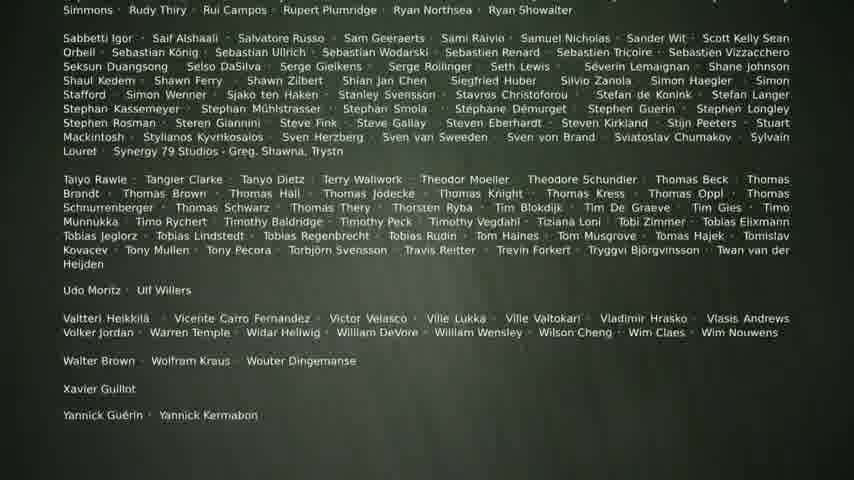 Simmons · Rudy Thiry · Rui Campos · Rupert Plumridge · Ryan Northsea · Ryan Showalter
Sabbetti Igor · Saif Alshaali · Salvatore Russo · Sam Geeraerts · Sami Raivio · Samuel Nicholas · Sander Wit · Scott Kelly Sean
Orbell · Sebastian König · Sebastian Ullrich · Sebastian Wodarski · Sebastien Renard · Sebastien Tricoire · Sebastien Vizzacchero
Seksun Duangsong · Selso DaSilva · Serge Gielkens · Serge Rollinger · Seth Lewis · Séverin Lemaignan · Shane Johnson
Shaul Kedem · Shawn Ferry · Shawn Zilbert · Shian Jan Chen · Siegfried Huber · Silvio Zanola · Simon Haegler · Simon
Stafford · Simon Wenner · Sjako ten Haken · Stanley Svensson · Stavros Christoforou · Stefan de Konink · Stefan Langer
Stephan Kassemeyer · Stephan Mühlstrasser · Stephan Smola · Stéphane Démurget · Stephen Guerin · Stephen Longley
Stephen Rosman · Steren Giannini · Steve Fink · Steve Gallay · Steven Eberhardt · Steven Kirkland · Stijn Peeters · Stuart
Mackintosh · Stylianos Kyvrikosaios · Sven Herzberg · Sven van Sweeden · Sven von Brand · Sviatoslav Chumakov · Sylvain
Louret · Synergy 79 Studios - Greg, Shawna, Trystn
Taiyo Rawle · Tangier Clarke · Tanyo Dietz · Terry Wallwork · Theodor Moeller · Theodore Schundler · Thomas Beck · Thomas
Brandt · Thomas Brown · Thomas Hall · Thomas Jödecke · Thomas Knight · Thomas Kress · Thomas Oppl · Thomas
Schnurrenberger · Thomas Schwarz · Thomas Thery · Thorsten Ryba · Tim Blokdijk · Tim De Graeve · Tim Gies · Timo
Munnukka · Timo Rychert · Timothy Baldridge · Timothy Peck · Timothy Vegdahl · Tiziana Loni · Tobi Zimmer · Tobias Elixmann
Tobias Jeglorz · Tobias Lindstedt · Tobias Regenbrecht · Tobias Rudin · Tom Haines · Tom Musgrove · Tomas Hajek · Tomislav
Kovacev · Tony Mullen · Tony Pecora · Torbjörn Svensson · Travis Reitter · Trevin Forkert · Tryggvi Björgvinsson · Twan van der
Heijden
Udo Moritz · Ulf Willers
Valtteri Heikkilä · Vicente Carro Fernandez · Victor Velasco · Ville Lukka · Ville Valtokari · Vladimir Hrasko · Vlasis Andrews
Volker Jordan · Warren Temple · Widar Hellwig · William DeVore · William Wensley · Wilson Cheng · Wim Claes · Wim Nouwens
Walter Brown · Wolfram Kraus · Wouter Dingemanse
Xavier Guillot
Yannick Guérin · Yannick Kermabon